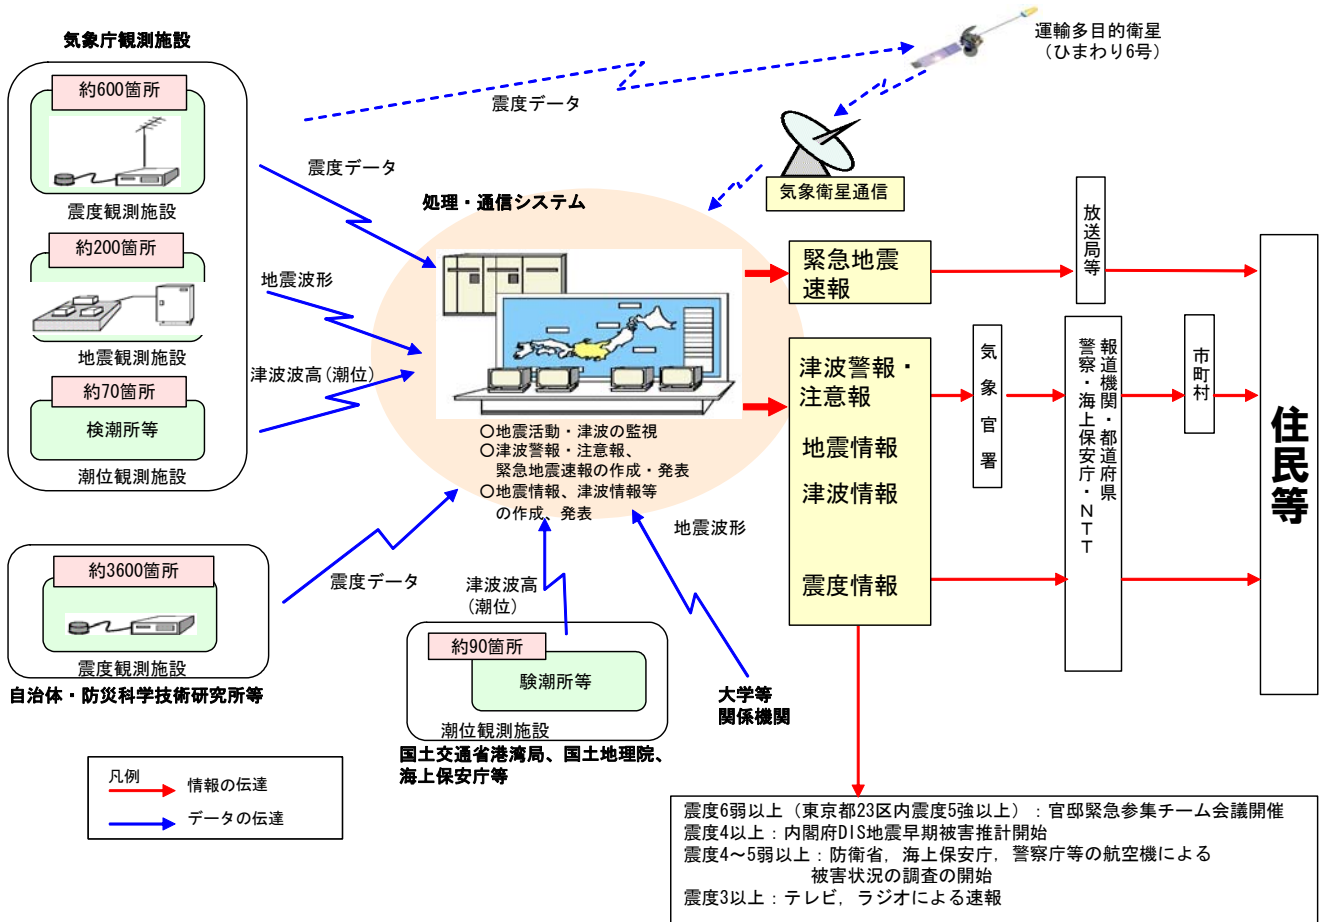 気象庁観測施設
約600箇所
震度観測施設
約200箇所
地震観測施設
約70箇所
検潮所等
潮位観測施設
震度データ
運輸多目的衛星
（ひまわり6号）
気象衛星通信
震度データ
地震波形
津波波高(潮位)
処理・通信システム
○地震活動・津波の監視
○津波警報・注意報、
緊急地震速報の作成・発表
○地震情報、津波情報等
の作成、発表
緊急地震
速報
津波警報・
注意報
地震情報
津波情報
震度情報
放送局等
気象官署
報道機関・都道府県
警察・海上保安庁・NTT
市町村
住民等
約3600箇所
震度観測施設
自治体・防災科学技術研究所等
震度データ
津波波高
(潮位)
地震波形
約90箇所
験潮所等
潮位観測施設
国土交通省港湾局、国土地理院、
海上保安庁等
大学等
関係機関
凡例
情報の伝達
データの伝達
震度6弱以上（東京都23区内震度5強以上）：官邸緊急参集チーム会議開催
震度4以上：内閣府DIS地震早期被害推計開始
震度4～5弱以上：防衛省，海上保安庁，警察庁等の航空機による
被害状況の調査の開始
震度3以上：テレビ，ラジオによる速報